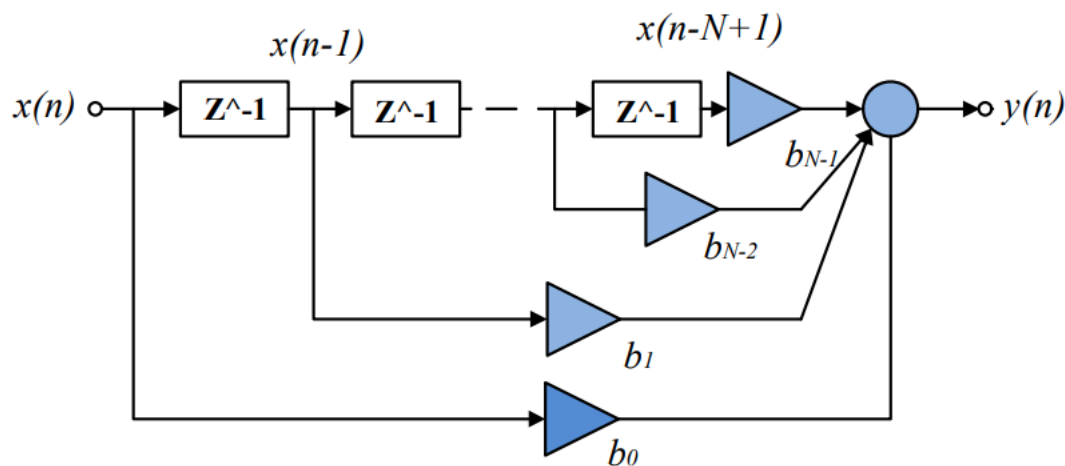 x(n-1)
x(n-N+1)
x(n)
Z^-1
Z^-1
Z^-1
y(n)
bN-1
bN-2
b1
b0